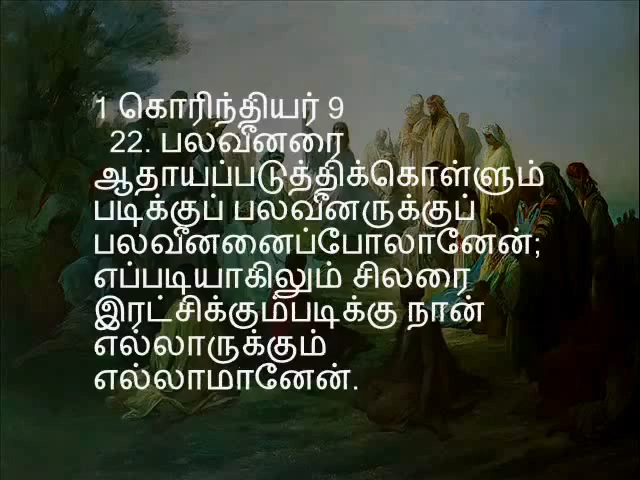 1 கொரிந்தியர் 9
22. பலவீனரை
ஆதாயப்படுத்திக்கொள்ளும்
படிக்குப் பலவீனருக்குப்
பலவீனனைப்போலானேன்;
எப்படியாகிலும் சிலரை
இரட்சிக்கும்படிக்கு நான்
எல்லாருக்கும்
எல்லாமானேன்.